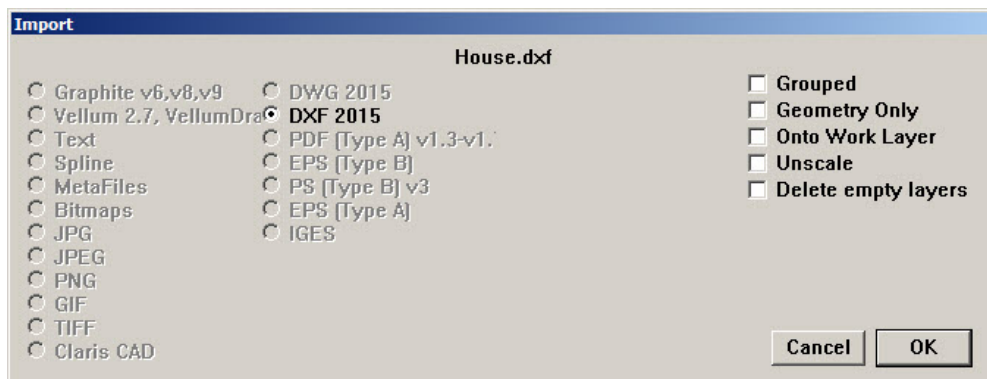 Import
House.dxf
Graphite v6,v8,v9
Vellum 2.7, VellumDra
Text
Spline
MetaFiles
Bitmaps
JPG
JPEG
PNG
GIF
TIFF
Claris CAD
DWG 2015
DXF 2015
PDF (Type A) v1.3-v1.
EPS (Type B)
PS (Type B) v3
EPS (Type A)
IGES
Grouped
Geometry Only
Onto Work Layer
Unscale
Delete empty layers
Cancel
OK